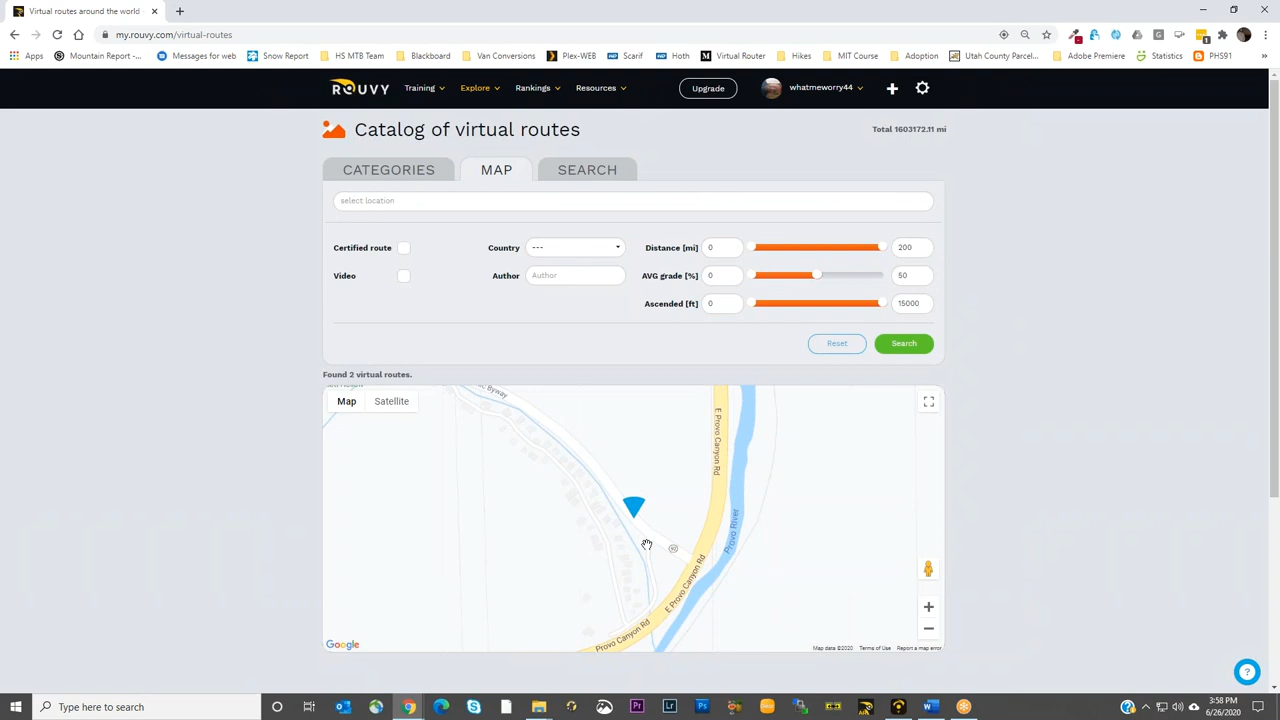 Virtual routes around the world
my.rouvy.com/virtual-routes
Apps Mountain Report -... Messages for web Snow Report HS MTB Team Blackboard Van Conversions Plex-WEB Scarif Hoth Virtual Router Hikes MIT Course Adoption Utah County Parcel... Adobe Premiere Statistics PHS91 »
ROUVY Training Explore Rankings Resources Upgrade whatmeworry44
Catalog of virtual routes Total 1603172.11 mi
CATEGORIES MAP SEARCH
select location
Certified route Country --- Distance [mi] 0 200
Video Author Author AVG grade [%] 0 50
Ascended [ft] 0 15000
Reset Search
Found 2 virtual routes.
Map Satellite
Byway
E Provo Canyon Rd
Provo River
E Provo Canyon Rd
Provo Canyon Rd
Google Map data ©2020 Terms of Use Report a map error
?
Type here to search
3:58 PM
6/26/2020